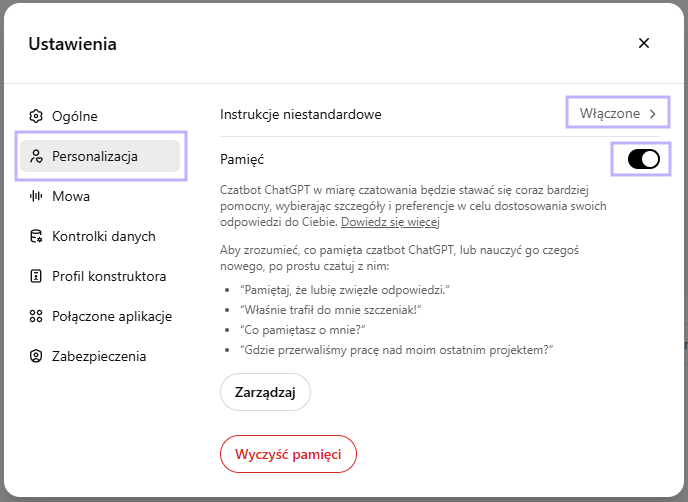 Ustawienia
Ogólne
Personalizacja
Mowa
Kontrolki danych
Profil konstruktora
Połączone aplikacje
Zabezpieczenia
Instrukcje niestandardowe
Włączone
Pamięć
Czatbot ChatGPT w miarę czatowania będzie stawać się coraz bardziej
pomocny, wybierając szczegóły i preferencje w celu dostosowania swoich
odpowiedzi do Ciebie. Dowiedz się więcej
Aby zrozumieć, co pamięta czatbot ChatGPT, lub nauczyć go czegoś
nowego, po prostu czatuj z nim:
• “Pamiętaj, że lubię zwięzłe odpowiedzi.”
• “Właśnie trafił do mnie szczeniak!”
• “Co pamiętasz o mnie?”
• “Gdzie przerwaliśmy pracę nad moim ostatnim projektem?”
Zarządzaj
Wyczyść pamięci